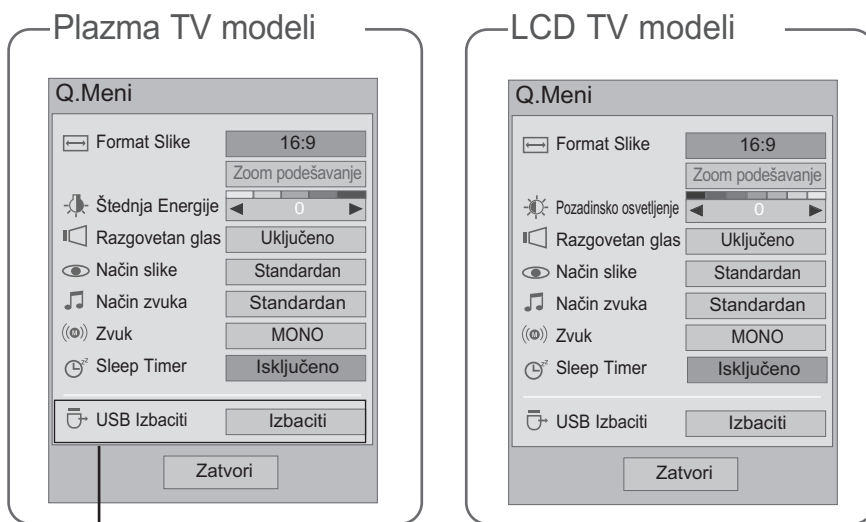 Plazma TV modeli
Q.Meni
Format Slike 16:9
Zoom podešavanje
Štednja Energije 0
Razgovetan glas Uključeno
Način slike Standardan
Način zvuka Standardan
Zvuk MONO
Sleep Timer Isključeno
USB Izbaciti Izbaciti
Zatvori
LCD TV modeli
Q.Meni
Format Slike 16:9
Zoom podešavanje
Pozadinsko osvetljenje 0
Razgovetan glas Uključeno
Način slike Standardan
Način zvuka Standardan
Zvuk MONO
Sleep Timer Isključeno
USB Izbaciti Izbaciti
Zatvori